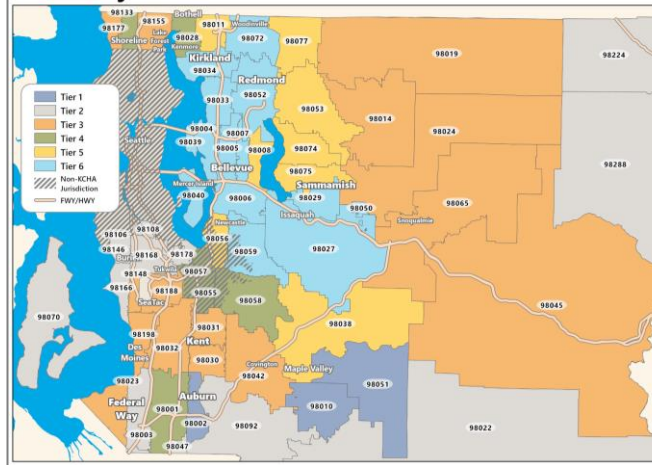 98133
98177
98155
Shoreline
Lake
Forest
Park
Bothell
98028
Kenmore
98011
Woodinville
98072
98077
98019
98224
Kirkland
98034
Redmond
98052
98033
98053
98014
98024
98288
Tier 1
Tier 2
Tier 3
Tier 4
Tier 5
Tier 6
Non-KCHA
Jurisdiction
FWY/HWY
Seattle
98004
98039
98007
98005
98008
98074
Bellevue
98075
Sammamish
Mercer Island
98040
98006
98029
Issaquah
98050
Snoqualmie
98065
Newcastle
98056
98059
98027
98106
98108
98146
Burien
98168
98178
Tukwila
98148
98057
98166
98188
98055
98058
SeaTac
98070
98045
98198
98031
98038
Des
Moines
98032
Kent
98030
Covington
98042
Maple Valley
98051
98023
98010
Federal
Way
98001
Auburn
98002
98003
98047
98092
98022